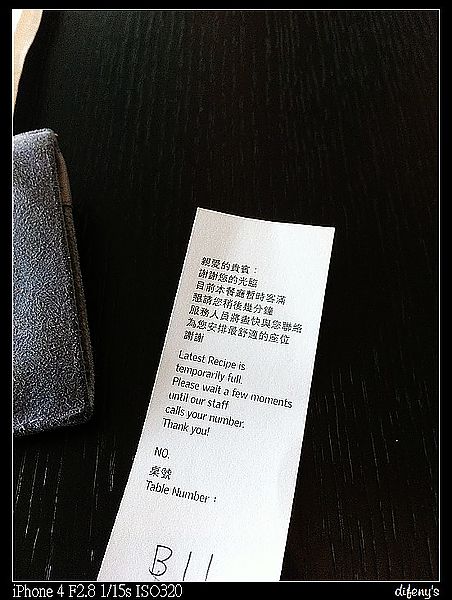 親愛的貴賓：
謝謝您的光臨
目前本餐廳暫時客滿
懇請您稍後幾分鐘
服務人員將盡快與您聯絡
為您安排最舒適的座位
謝謝
Latest Recipe is
temporarily full.
Please wait a few moments
until our staff
calls your number.
Thank you!
NO.
桌號
Table Number：
B11
iPhone 4 F2.8 1/15s ISO320
difeny's